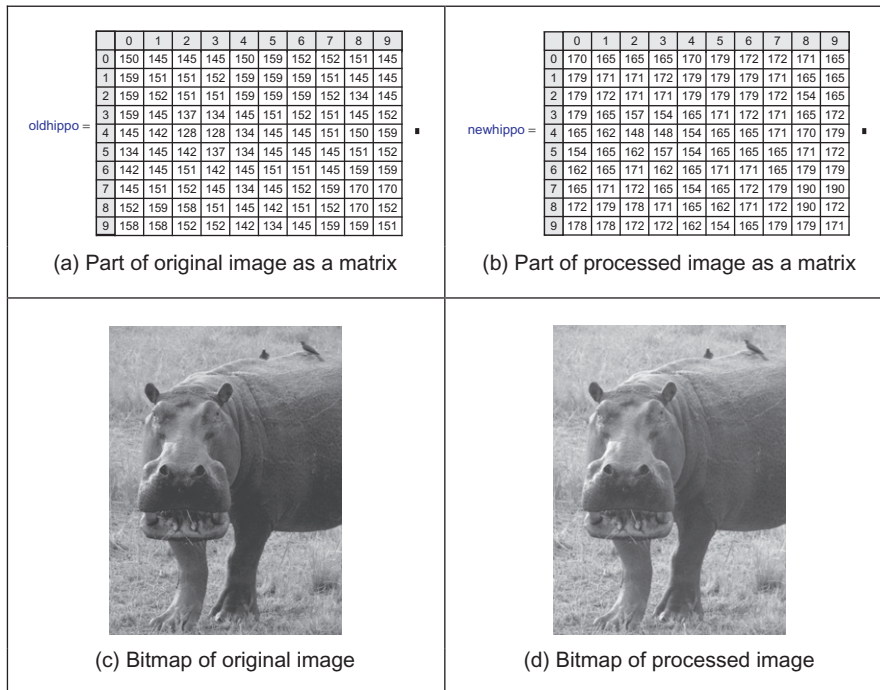 0 1 2 3 4 5 6 7 8 9
0 150 145 145 145 150 159 152 152 151 145
1 159 151 151 152 159 159 159 151 145 145
2 159 152 151 151 159 159 159 152 134 145
3 159 145 137 134 145 151 152 151 145 152
oldhippo =
4 145 142 128 128 134 145 145 151 150 159
5 134 145 142 137 134 145 145 145 151 152
6 142 145 151 142 145 151 151 145 159 159
7 145 151 152 145 134 145 152 159 170 170
8 152 159 158 151 145 142 151 152 170 152
9 158 158 152 152 142 134 145 159 159 151
(a) Part of original image as a matrix
0 1 2 3 4 5 6 7 8 9
0 170 165 165 165 170 179 172 172 171 165
1 179 171 171 172 179 179 179 171 165 165
2 179 172 171 171 179 179 179 172 154 165
3 179 165 157 154 165 171 172 171 165 172
newhippo =
4 165 162 148 148 154 165 165 171 170 179
5 154 165 162 157 154 165 165 165 171 172
6 162 165 171 162 165 171 171 165 179 179
7 165 171 172 165 154 165 172 179 190 190
8 172 179 178 171 165 162 171 172 190 172
9 178 178 172 172 162 154 165 179 179 171
(b) Part of processed image as a matrix
(c) Bitmap of original image
(d) Bitmap of processed image